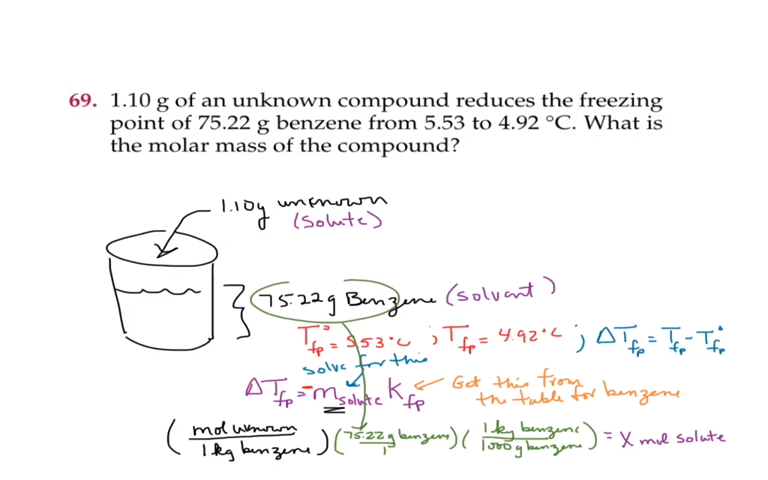 69. 1.10 g of an unknown compound reduces the freezing
point of 75.22 g benzene from 5.53 to 4.92 °C. What is
the molar mass of the compound?
1.10g unknown
(solute)
75.22 g Benzene (solvent)
T°fp = 5.53°C ; Tfp = 4.92°C ; ΔTfp = Tfp - T°fp
solve for this
ΔTfp = -m solute Kfp ← Get this from
the table for benzene
(mol unknown / 1 kg benzene) (75.22 g benzene / 1) (1 kg benzene / 1000 g benzene) = X mol solute